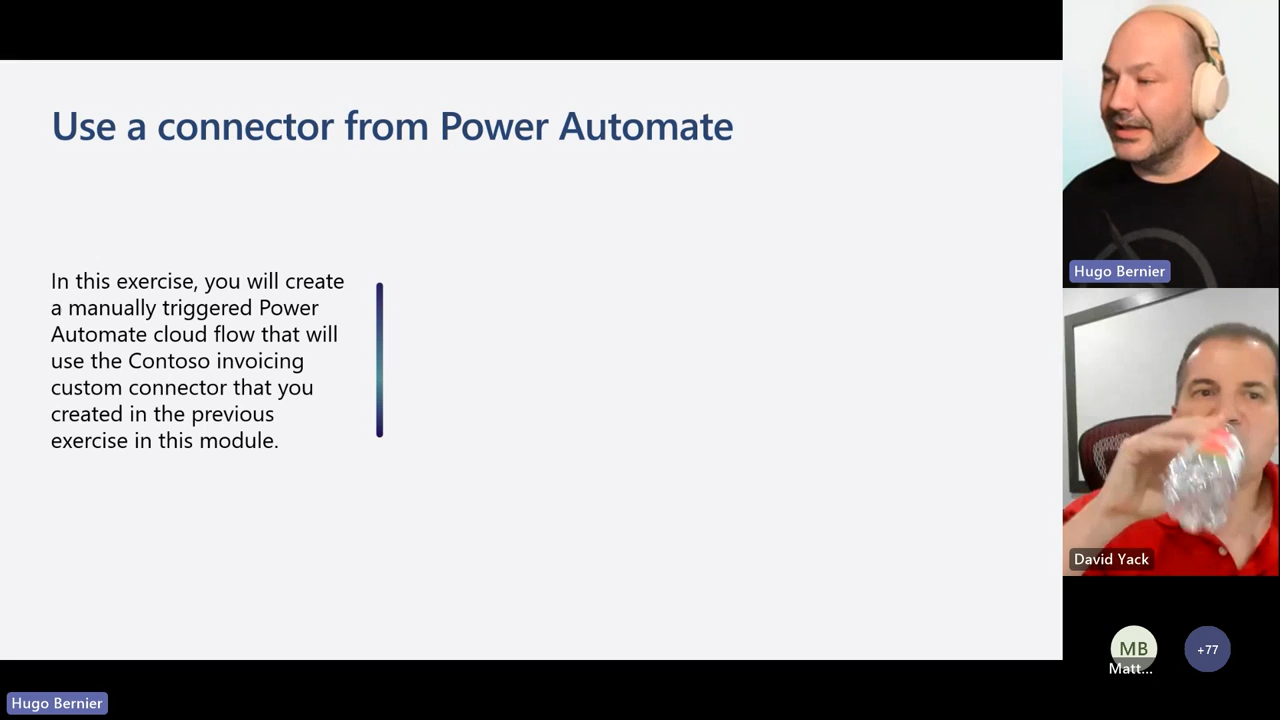 Use a connector from Power Automate
In this exercise, you will create
a manually triggered Power
Automate cloud flow that will
use the Contoso invoicing
custom connector that you
created in the previous
exercise in this module.
Hugo Bernier
David Yack
MB
Matt...
+77
Hugo Bernier